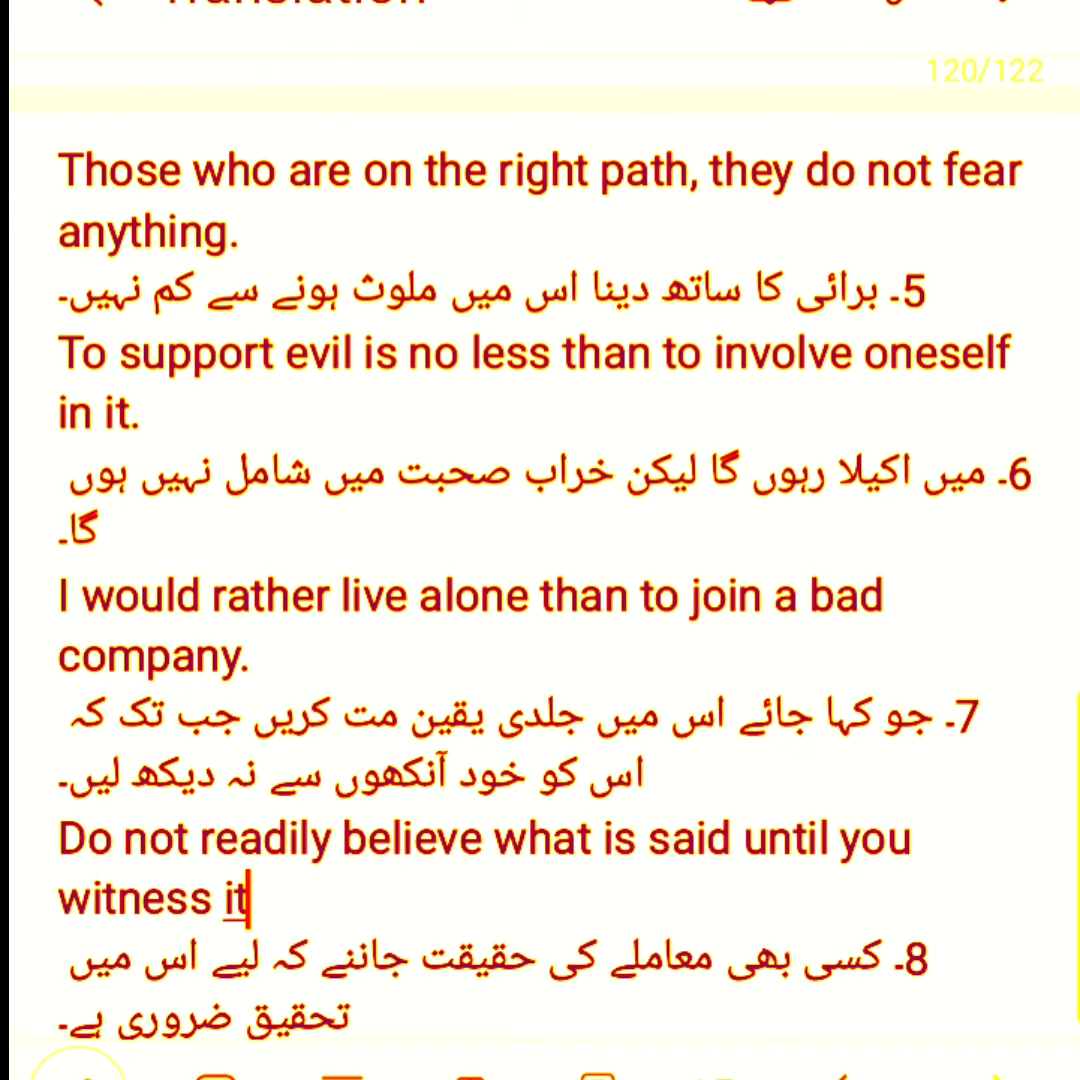 Translation
120/122
Those who are on the right path, they do not fear
anything.
5۔ برائی کا ساتھ دینا اس میں ملوث ہونے سے کم نہیں۔
To support evil is no less than to involve oneself
in it.
6۔ میں اکیلا رہوں گا لیکن خراب صحبت میں شامل نہیں ہوں
گا۔
I would rather live alone than to join a bad
company.
7۔ جو کہا جائے اس میں جلدی یقین مت کریں جب تک کہ
اس کو خود آنکھوں سے نہ دیکھ لیں۔
Do not readily believe what is said until you
witness it
8۔ کسی بھی معاملے کی حقیقت جاننے کہ لیے اس میں
تحقیق ضروری ہے۔